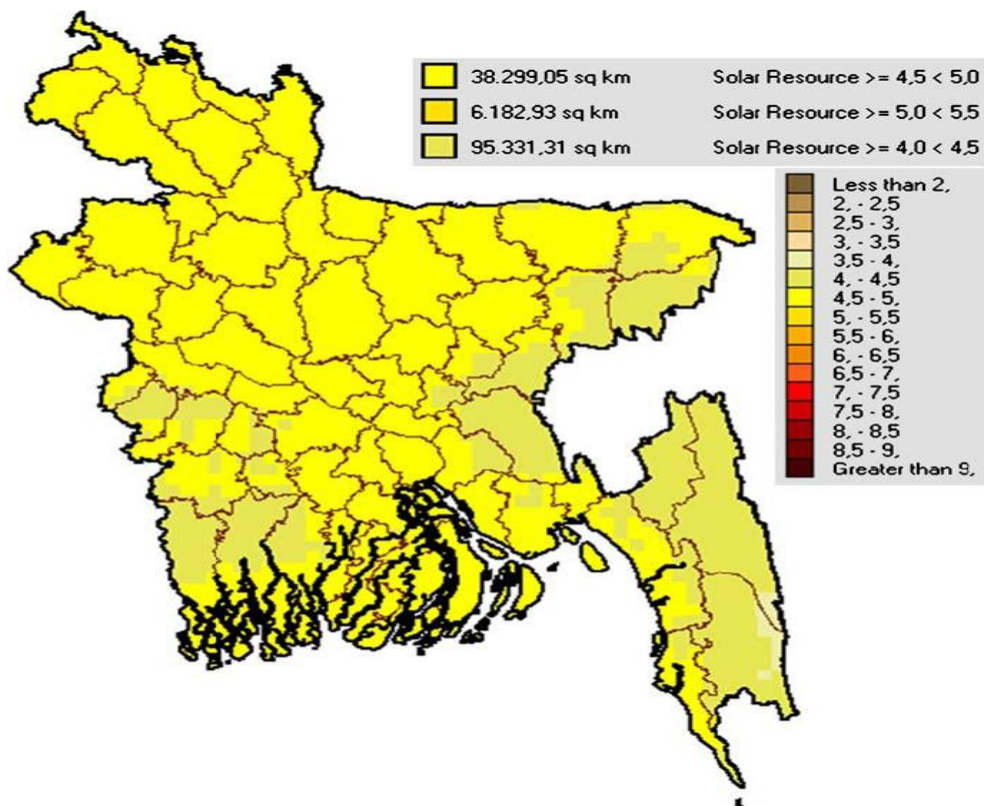 38.299,05 sq km Solar Resource >= 4,5 < 5,0
6.182,93 sq km Solar Resource >= 5,0 < 5,5
95.331,31 sq km Solar Resource >= 4,0 < 4,5
Less than 2,
2, - 2,5
2,5 - 3,
3, - 3,5
3,5 - 4,
4, - 4,5
4,5 - 5,
5, - 5,5
5,5 - 6,
6, - 6,5
6,5 - 7,
7, - 7,5
7,5 - 8,
8, - 8,5
8,5 - 9,
Greater than 9,